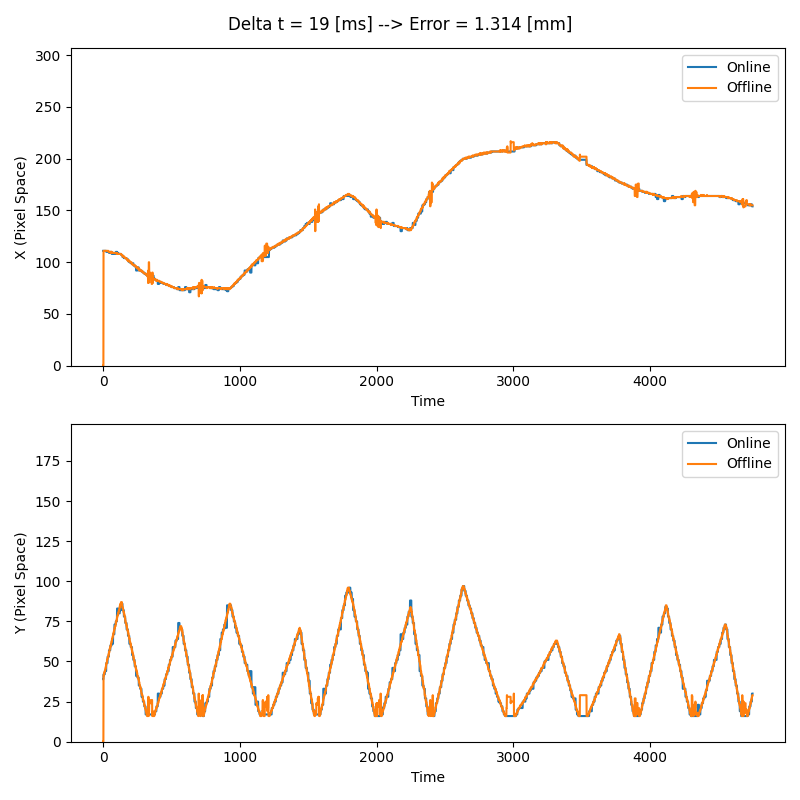 Delta t = 19 [ms] --> Error = 1.314 [mm]
300
250
200
150
100
50
0
X (Pixel Space)
Online
Offline
0 1000 2000 3000 4000
Time
175
150
125
100
75
50
25
0
Y (Pixel Space)
Online
Offline
0 1000 2000 3000 4000
Time